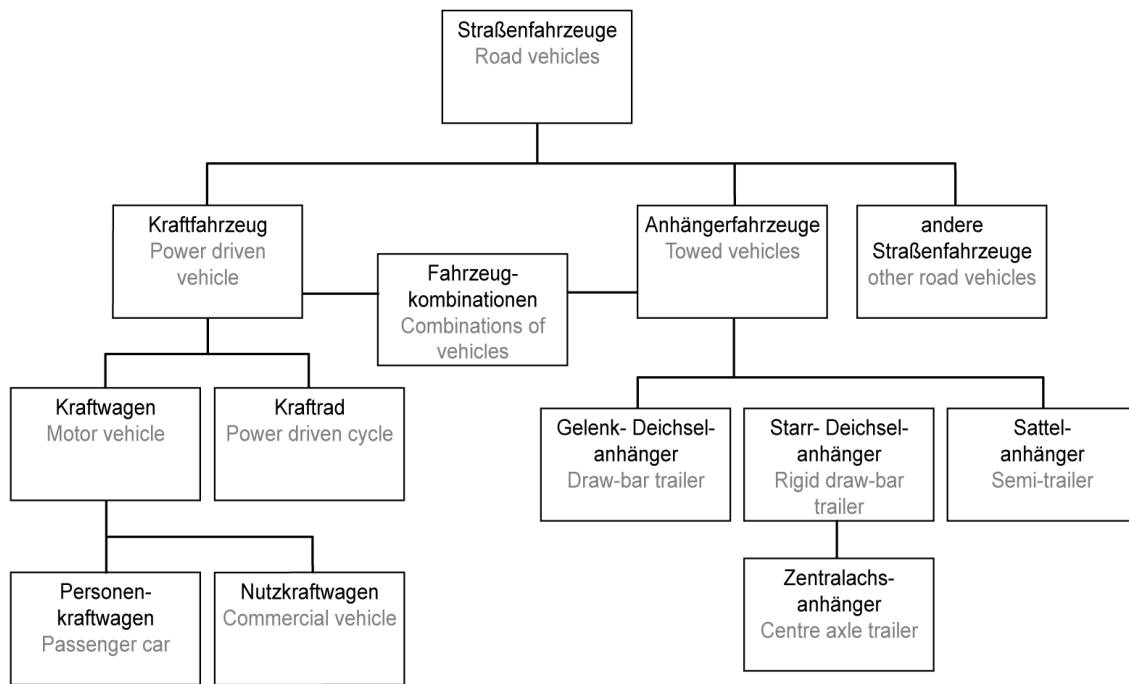 Straßenfahrzeuge
Road vehicles
Kraftfahrzeug
Power driven
vehicle
Fahrzeug-
kombinationen
Combinations of
vehicles
Anhängerfahrzeuge
Towed vehicles
andere
Straßenfahrzeuge
other road vehicles
Kraftwagen
Motor vehicle
Kraftrad
Power driven cycle
Gelenk- Deichsel-
anhänger
Draw-bar trailer
Starr- Deichsel-
anhänger
Rigid draw-bar
trailer
Sattel-
anhänger
Semi-trailer
Personen-
kraftwagen
Passenger car
Nutzkraftwagen
Commercial vehicle
Zentralachs-
anhänger
Centre axle trailer